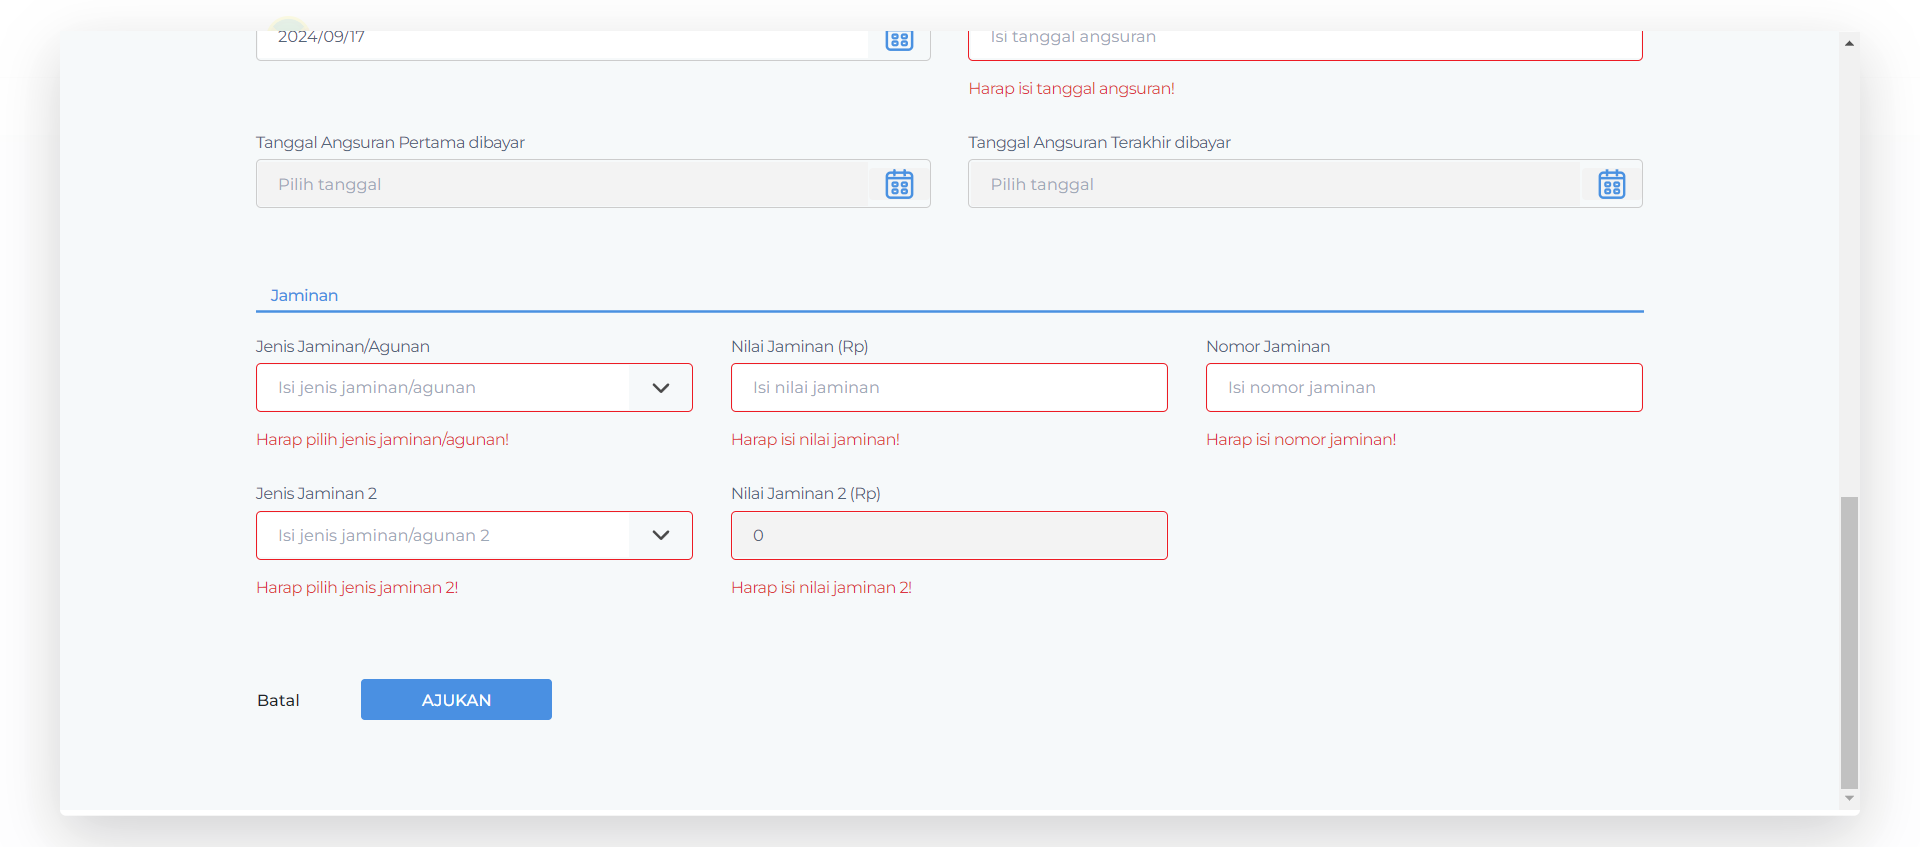 2024/09/17
Isi tanggal angsuran
Harap isi tanggal angsuran!
Tanggal Angsuran Pertama dibayar
Tanggal Angsuran Terakhir dibayar
Pilih tanggal
Pilih tanggal
Jaminan
Jenis Jaminan/Agunan
Nilai Jaminan (Rp)
Nomor Jaminan
Isi jenis jaminan/agunan
Isi nilai jaminan
Isi nomor jaminan
Harap pilih jenis jaminan/agunan!
Harap isi nilai jaminan!
Harap isi nomor jaminan!
Jenis Jaminan 2
Nilai Jaminan 2 (Rp)
Isi jenis jaminan/agunan 2
0
Harap pilih jenis jaminan 2!
Harap isi nilai jaminan 2!
Batal
AJUKAN